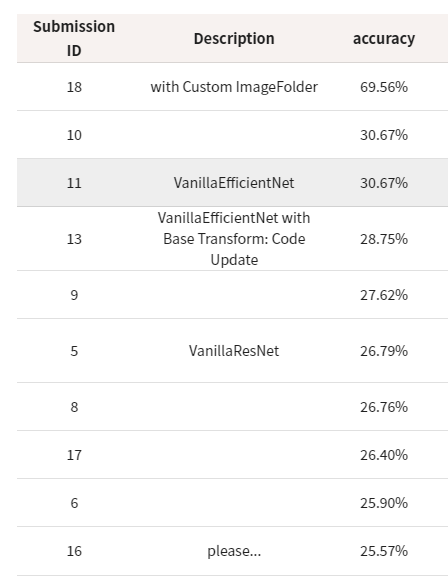 Submission ID Description accuracy
18 with Custom ImageFolder 69.56%
10 30.67%
11 VanillaEfficientNet 30.67%
13 VanillaEfficientNet with Base Transform: Code Update 28.75%
9 27.62%
5 VanillaResNet 26.79%
8 26.76%
17 26.40%
6 25.90%
16 please... 25.57%